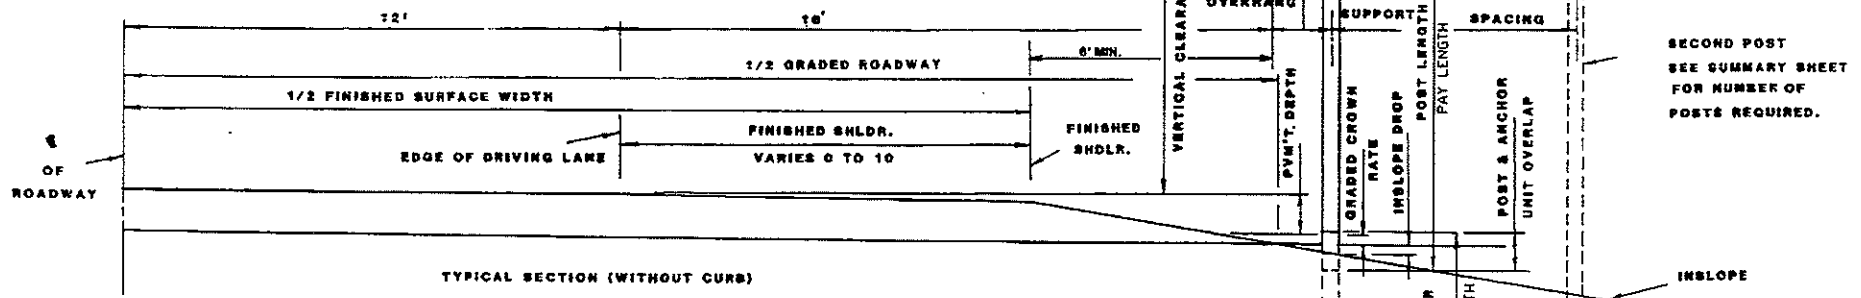 OVERHANG
SUPPORT
SPACING
6' MIN.
1/2 GRADED ROADWAY
1/2 FINISHED SURFACE WIDTH
VERTICAL CLEARA
PVM'T. DEPTH
POST LENGTH
PAY LENGTH
SECOND POST
SEE SUMMARY SHEET
FOR NUMBER OF
POSTS REQUIRED.
OF
ROADWAY
EDGE OF DRIVING LANE
FINISHED SHLDR.
VARIES 0 TO 10
FINISHED
SHDLR.
GRADED CROWN
RATE
INSLOPE DROP
POST & ANCHOR
UNIT OVERLAP
TYPICAL SECTION (WITHOUT CURB)
INSLOPE